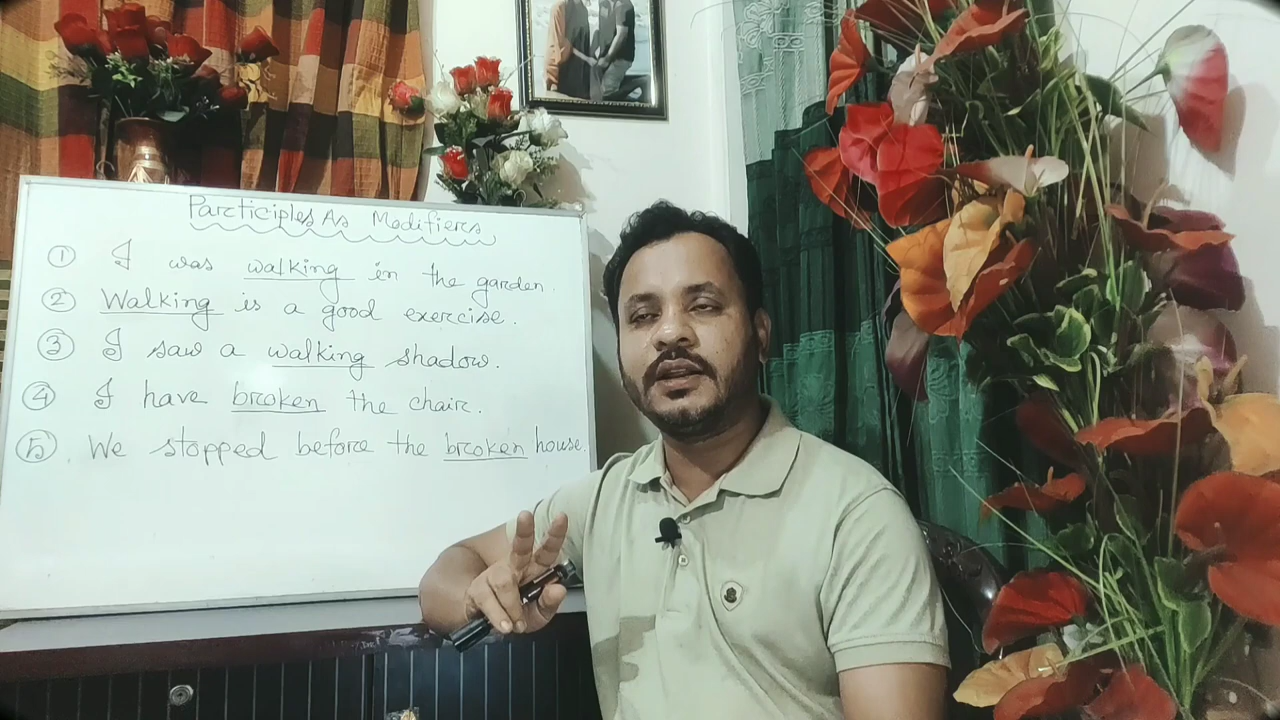 Participles As Modifiers
① I was walking in the garden.
② Walking is a good exercise.
③ I saw a walking shadow.
④ I have broken the chair.
⑤ We stopped before the broken house.